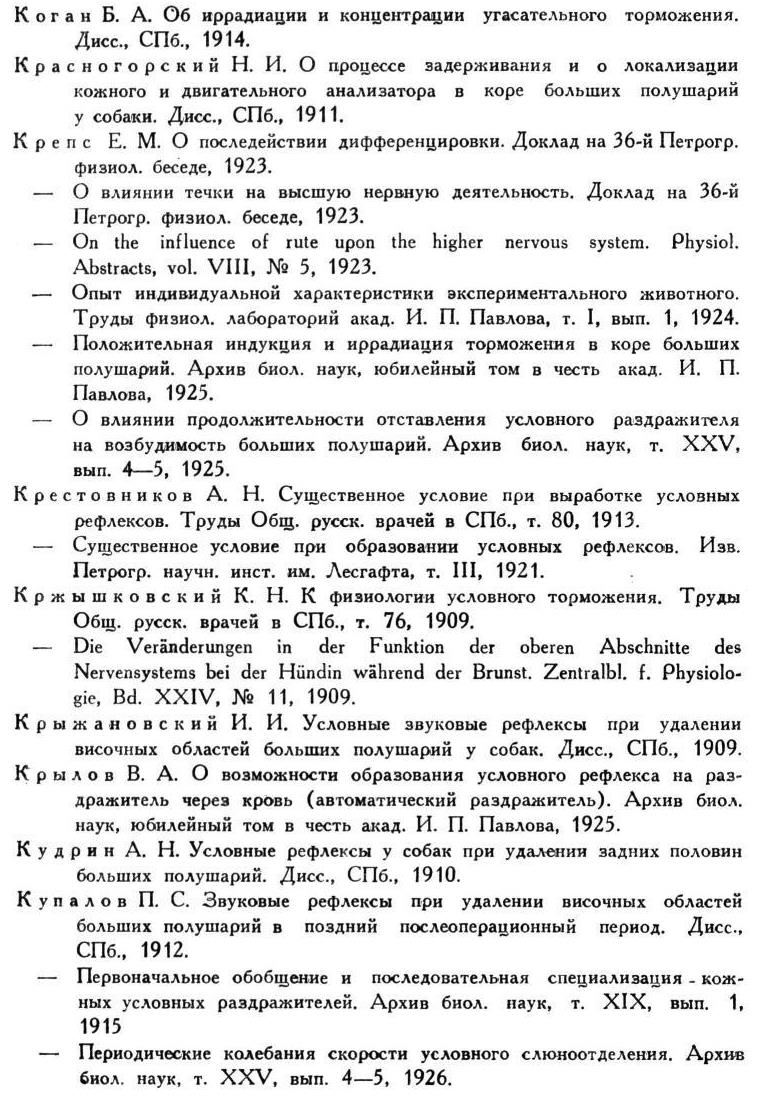 Коган Б. А. Об иррадиации и концентрации угасательного торможения.
Дисс., СПб., 1914.
Красногорский Н. И. О процессе задерживания и о локализации
кожного и двигательного анализатора в коре больших полушарий
у собаки. Дисс., СПб., 1911.
Крепс Е. М. О последействии дифференцировки. Доклад на 36-й Петрогр.
физиол. беседе, 1923.
— О влиянии течки на высшую нервную деятельность. Доклад на 36-й
Петрогр. физиол. беседе, 1923.
— On the influence of rute upon the higher nervous system. Physiol.
Abstracts, vol. VIII, № 5, 1923.
— Опыт индивидуальной характеристики экспериментального животного.
Труды физиол. лабораторий акад. И. П. Павлова, т. I, вып. 1, 1924.
— Положительная индукция и иррадиация торможения в коре больших
полушарий. Архив биол. наук, юбилейный том в честь акад. И. П.
Павлова, 1925.
— О влиянии продолжительности отставления условного раздражителя
на возбудимость больших полушарий. Архив биол. наук, т. XXV,
вып. 4—5, 1925.
Крестовников А. Н. Существенное условие при выработке условных
рефлексов. Труды Общ. русск. врачей в СПб., т. 80, 1913.
— Существенное условие при образовании условных рефлексов. Изв.
Петрогр. научн. инст. им. Лесгафта, т. III, 1921.
Кржышковский К. Н. К физиологии условного торможения. Труды
Общ. русск. врачей в СПб., т. 76, 1909.
— Die Veränderungen in der Funktion der oberen Abschnitte des
Nervensystems bei der Hündin während der Brunst. Zentralbl. f. Physiolo-
gie, Bd. XXIV, № 11, 1909.
Крыжановский И. И. Условные звуковые рефлексы при удалении
височных областей больших полушарий у собак. Дисс., СПб., 1909.
Крылов В. А. О возможности образования условного рефлекса на раз-
дражитель через кровь (автоматический раздражитель). Архив биол.
наук, юбилейный том в честь акад. И. П. Павлова, 1925.
Кудрин А. Н. Условные рефлексы у собак при удалении задних половин
больших полушарий. Дисс., СПб., 1910.
Купалов П. С. Звуковые рефлексы при удалении височных областей
больших полушарий в поздний послеоперационный период. Дисс.,
СПб., 1912.
— Первоначальное обобщение и последовательная специализация - кож-
ных условных раздражителей. Архив биол. наук, т. XIX, вып. 1,
1915
— Периодические колебания скорости условного слюноотделения. Архив
биол. наук, т. XXV, вып. 4—5, 1926.